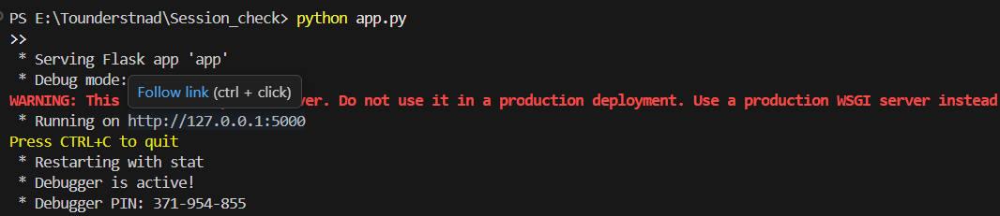 PS E:\Tounderstnad\Session_check> python app.py
>>
* Serving Flask app 'app'
* Debug mode:
Follow link (ctrl + click)
WARNING: This ver. Do not use it in a production deployment. Use a production WSGI server instead
* Running on http://127.0.0.1:5000
Press CTRL+C to quit
* Restarting with stat
* Debugger is active!
* Debugger PIN: 371-954-855